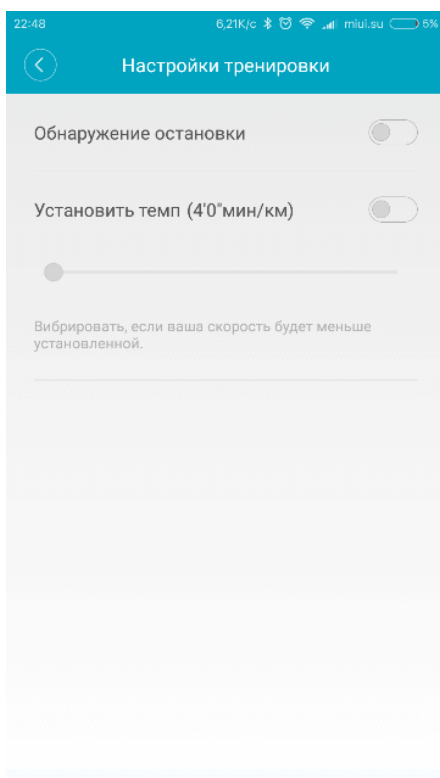 22:48 6,21K/c miui.su 5%
Настройки тренировки
Обнаружение остановки
Установить темп (4'0"мин/км)
Вибрировать, если ваша скорость будет меньше
установленной.